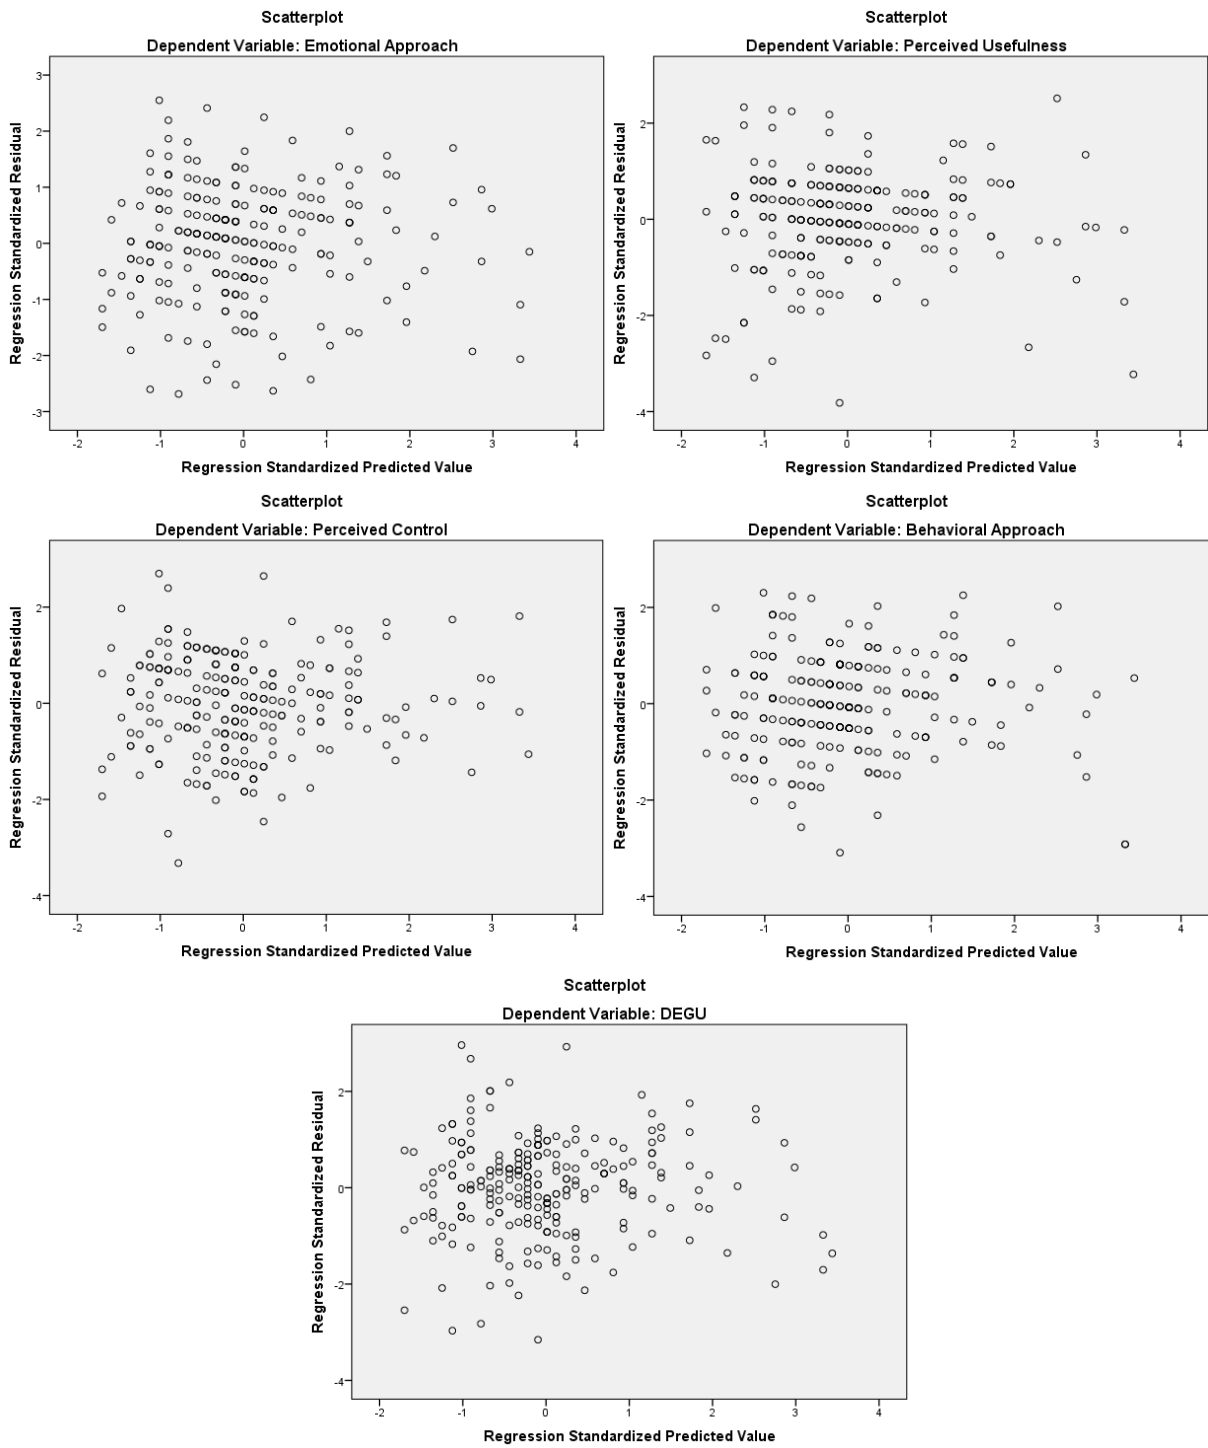 Scatterplot
Dependent Variable: Emotional Approach
Regression Standardized Residual
3
2
1
0
-1
-2
-3
-2 -1 0 1 2 3 4
Regression Standardized Predicted Value
Scatterplot
Dependent Variable: Perceived Usefulness
Regression Standardized Residual
2
0
-2
-4
-2 -1 0 1 2 3 4
Regression Standardized Predicted Value
Scatterplot
Dependent Variable: Perceived Control
Regression Standardized Residual
2
0
-2
-4
-2 -1 0 1 2 3 4
Regression Standardized Predicted Value
Scatterplot
Dependent Variable: Behavioral Approach
Regression Standardized Residual
2
0
-2
-4
-2 -1 0 1 2 3 4
Regression Standardized Predicted Value
Scatterplot
Dependent Variable: DEGU
Regression Standardized Residual
2
0
-2
-4
-2 -1 0 1 2 3 4
Regression Standardized Predicted Value